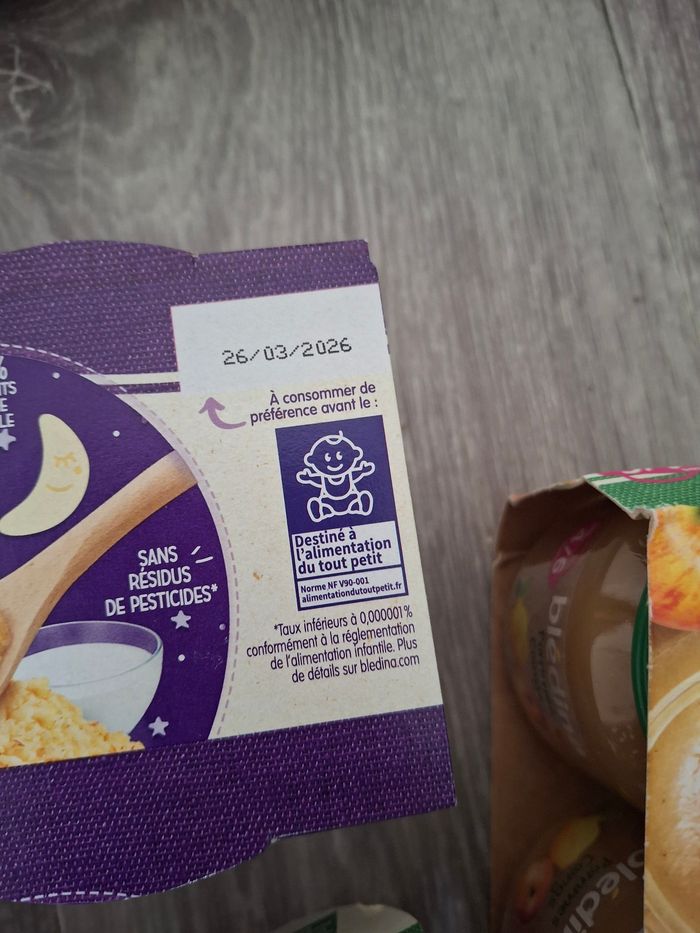 26/03/2026
À consommer de
préférence avant le :
Destiné à
l'alimentation
du tout petit
Norme NF V90-001
alimentationdutoutpetit.fr
SANS
RÉSIDUS
DE PESTICIDES*
*Taux inférieurs à 0,000001%
conformément à la réglementation
de l'alimentation infantile. Plus
de détails sur bledina.com
blédin
blédi